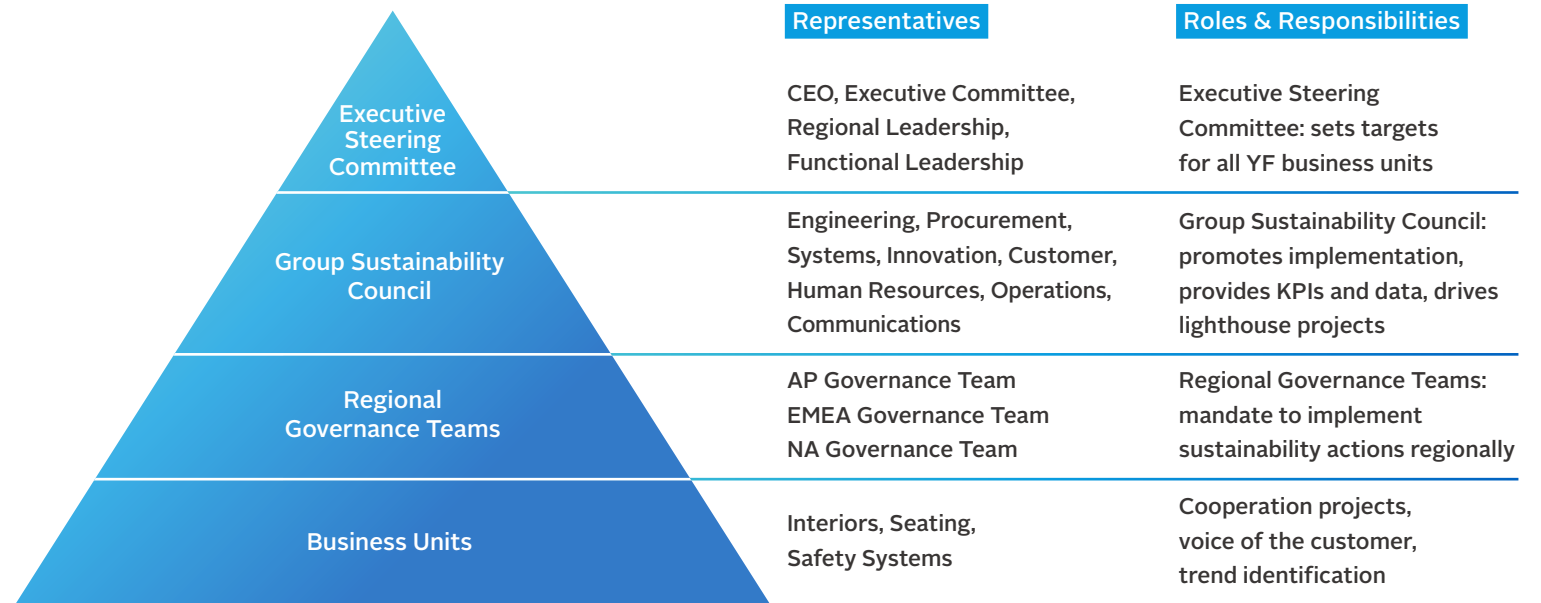 Representatives
Roles & Responsibilities
Executive
Steering
Committee
CEO, Executive Committee,
Regional Leadership,
Functional Leadership
Executive Steering
Committee: sets targets
for all YF business units
Group Sustainability
Council
Engineering, Procurement,
Systems, Innovation, Customer,
Human Resources, Operations,
Communications
Group Sustainability Council:
promotes implementation,
provides KPIs and data, drives
lighthouse projects
Regional
Governance Teams
AP Governance Team
EMEA Governance Team
NA Governance Team
Regional Governance Teams:
mandate to implement
sustainability actions regionally
Business Units
Interiors, Seating,
Safety Systems
Cooperation projects,
voice of the customer,
trend identification